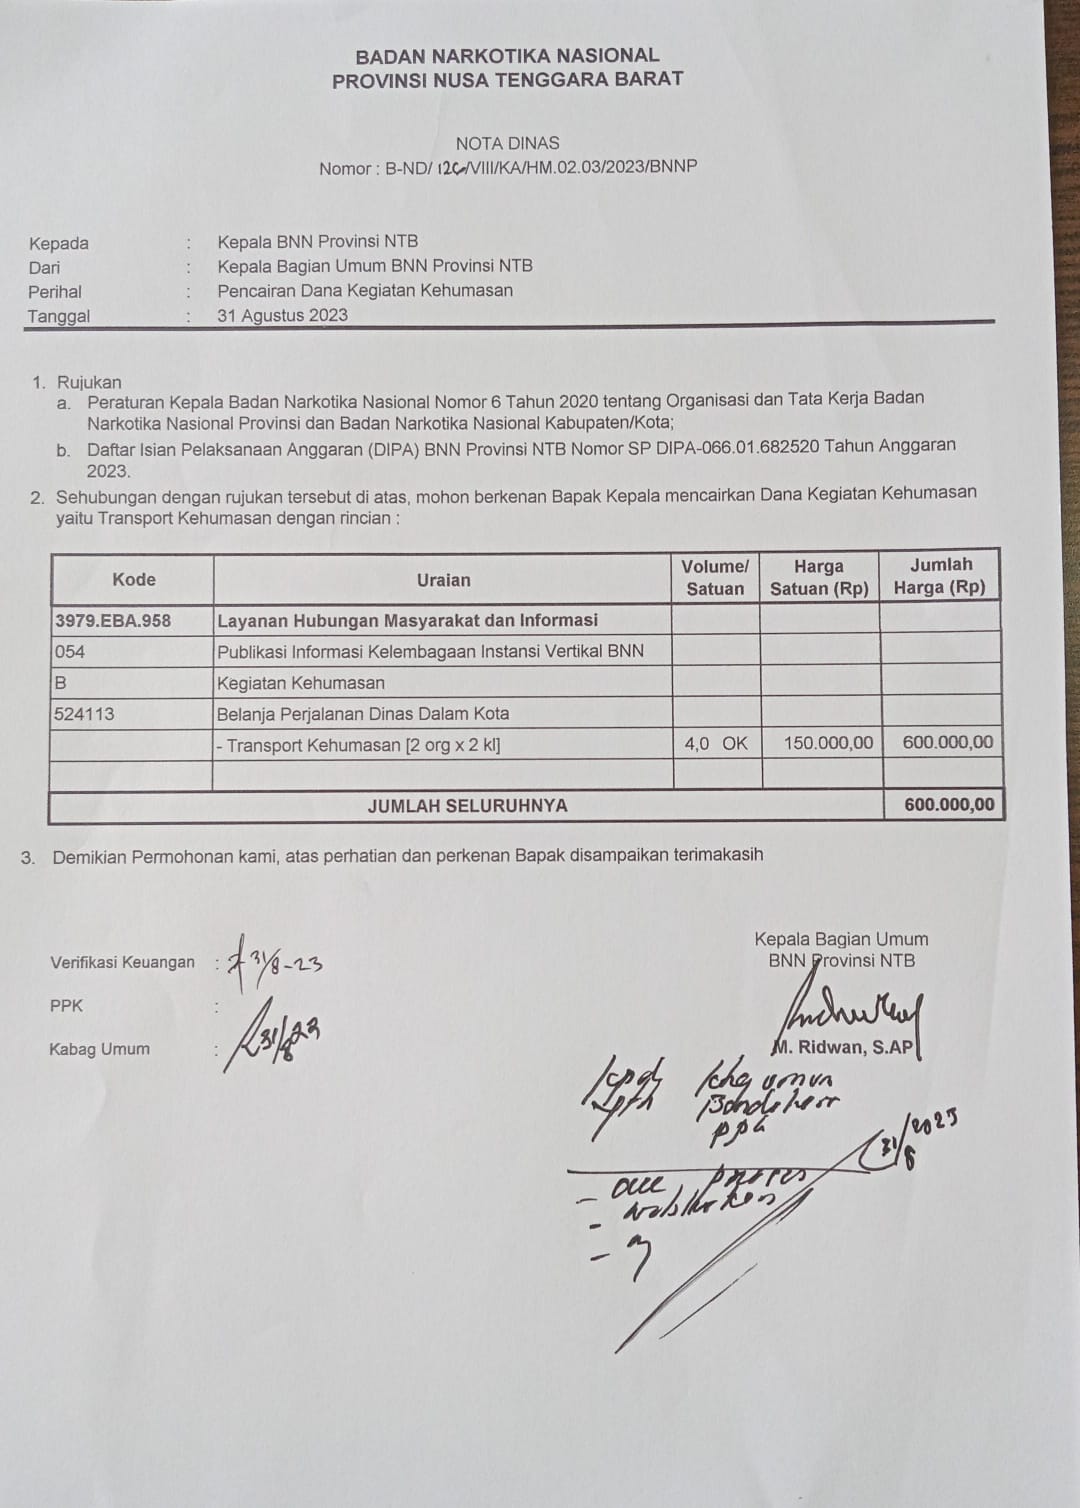 BADAN NARKOTIKA NASIONAL
PROVINSI NUSA TENGGARA BARAT
NOTA DINAS
Nomor : B-ND/ /VIII/KA/HM.02.03/2023/BNNP
Kepada : Kepala BNN Provinsi NTB
Dari : Kepala Bagian Umum BNN Provinsi NTB
Perihal : Pencairan Dana Kegiatan Kehumasan
Tanggal : 31 Agustus 2023
1. Rujukan
a. Peraturan Kepala Badan Narkotika Nasional Nomor 6 Tahun 2020 tentang Organisasi dan Tata Kerja Badan
Narkotika Nasional Provinsi dan Badan Narkotika Nasional Kabupaten/Kota;
b. Daftar Isian Pelaksanaan Anggaran (DIPA) BNN Provinsi NTB Nomor SP DIPA-066.01.682520 Tahun Anggaran
2023.
2. Sehubungan dengan rujukan tersebut di atas, mohon berkenan Bapak Kepala mencairkan Dana Kegiatan Kehumasan
yaitu Transport Kehumasan dengan rincian :
Kode Uraian Volume/ Satuan Harga Satuan (Rp) Jumlah Harga (Rp)
3979.EBA.958 Layanan Hubungan Masyarakat dan Informasi
054 Publikasi Informasi Kelembagaan Instansi Vertikal BNN
B Kegiatan Kehumasan
524113 Belanja Perjalanan Dinas Dalam Kota
- Transport Kehumasan [2 org x 2 kl] 4,0 OK 150.000,00 600.000,00
JUMLAH SELURUHNYA 600.000,00
3. Demikian Permohonan kami, atas perhatian dan perkenan Bapak disampaikan terimakasih
Kepala Bagian Umum
BNN Provinsi NTB
Verifikasi Keuangan : 31/8-23
PPK :
Kabag Umum : 31/8 23
M. Ridwan, S.AP
umum
PPK
31/8/2023
- proses